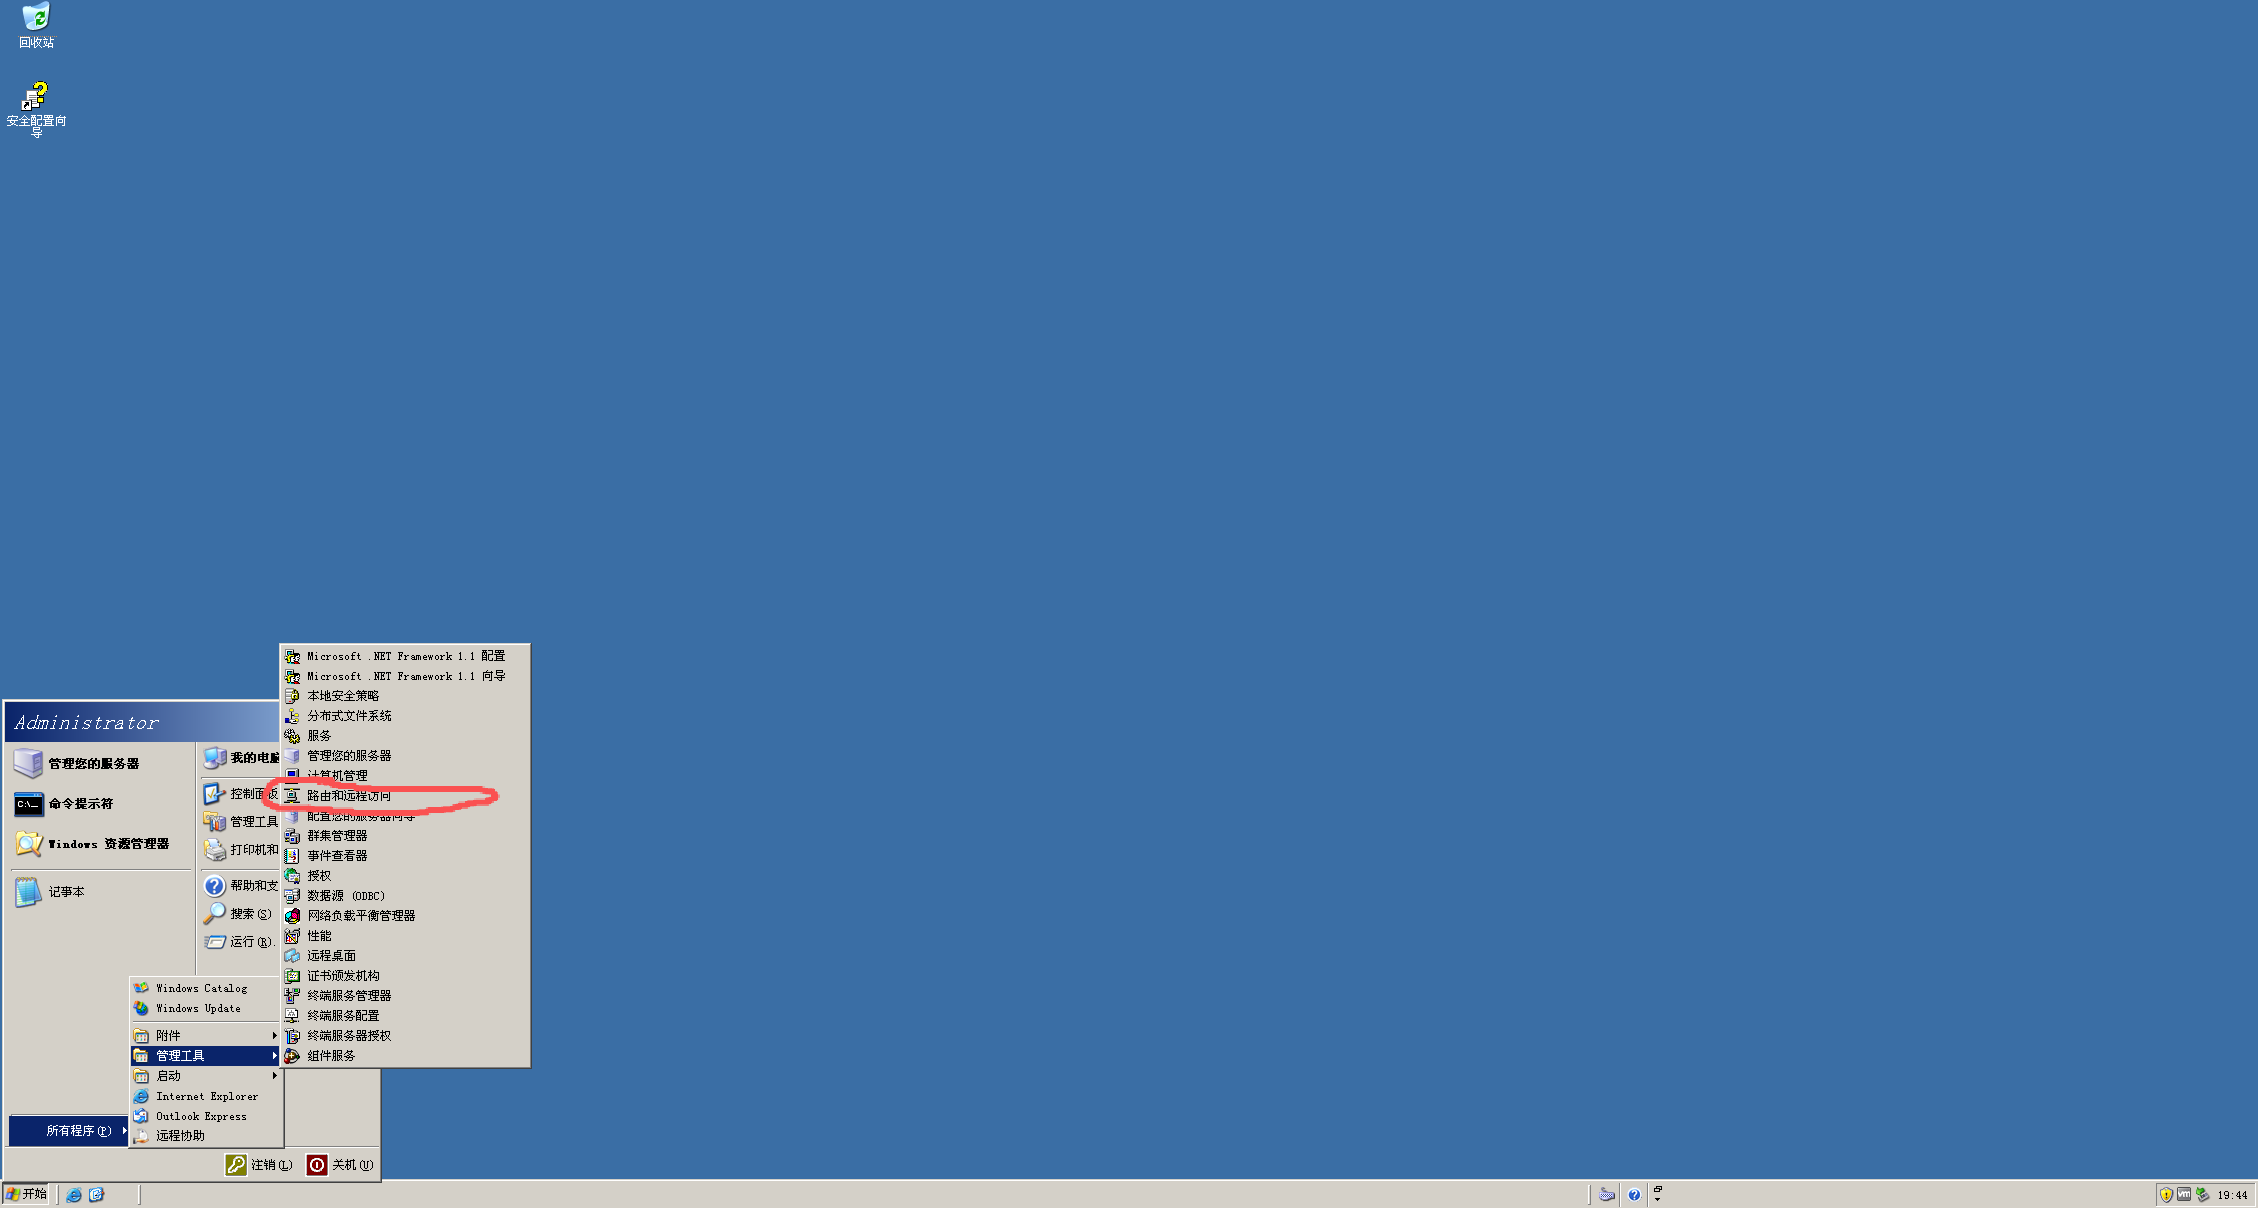 回收站
安全配置向
导
Administrator
管理您的服务器
命令提示符
Windows 资源管理器
记事本
所有程序(P)
我的电脑
控制面板
管理工具
打印机和
帮助和支
搜索(S)
运行(R).
Windows Catalog
Windows Update
附件
管理工具
启动
Internet Explorer
Outlook Express
远程协助
Microsoft .NET Framework 1.1 配置
Microsoft .NET Framework 1.1 向导
本地安全策略
分布式文件系统
服务
管理您的服务器
计算机管理
路由和远程访问
配置您的服务器向导
群集管理器
事件查看器
授权
数据源 (ODBC)
网络负载平衡管理器
性能
远程桌面
证书颁发机构
终端服务管理器
终端服务配置
终端服务器授权
组件服务
注销(L)
关机(U)
开始
C:\_
vm
19:44